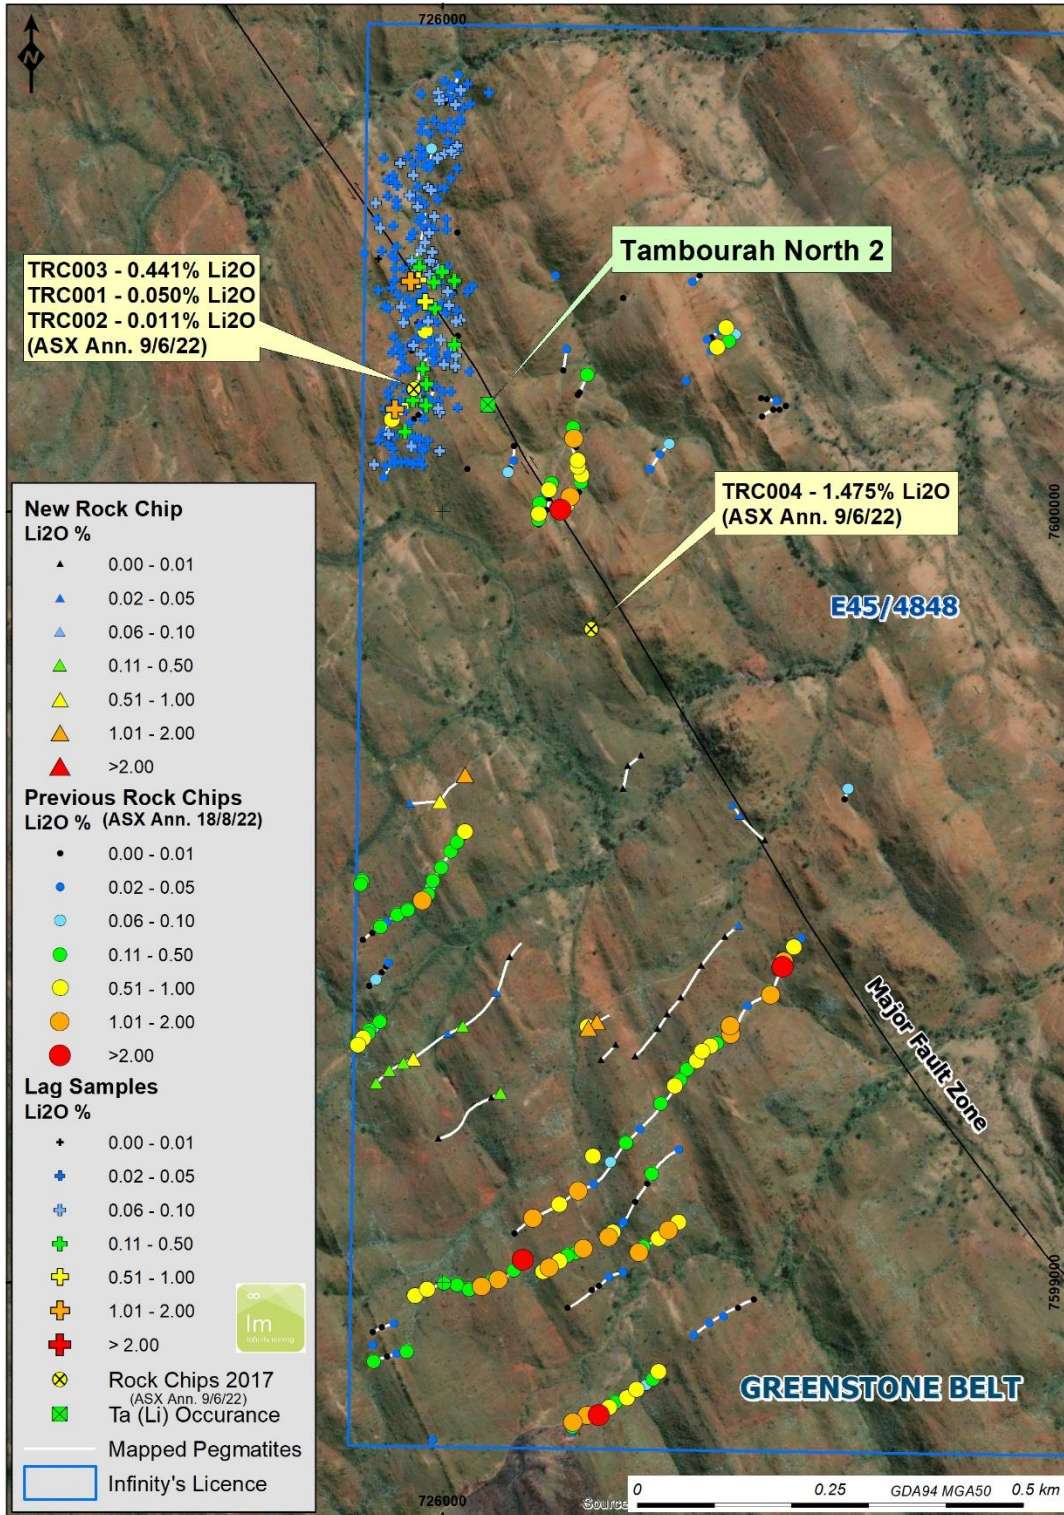 726000
N
Tambourah North 2
TRC003 - 0.441% Li2O
TRC001 - 0.050% Li2O
TRC002 - 0.011% Li2O
(ASX Ann. 9/6/22)
TRC004 - 1.475% Li2O
(ASX Ann. 9/6/22)
7600000
E45/4848
Major Fault Zone
7599000
GREENSTONE BELT
New Rock Chip
Li2O %
0.00 - 0.01
0.02 - 0.05
0.06 - 0.10
0.11 - 0.50
0.51 - 1.00
1.01 - 2.00
>2.00
Previous Rock Chips
Li2O % (ASX Ann. 18/8/22)
0.00 - 0.01
0.02 - 0.05
0.06 - 0.10
0.11 - 0.50
0.51 - 1.00
1.01 - 2.00
>2.00
Lag Samples
Li2O %
0.00 - 0.01
0.02 - 0.05
0.06 - 0.10
0.11 - 0.50
0.51 - 1.00
1.01 - 2.00
> 2.00
Im
Infinity mining
Rock Chips 2017
(ASX Ann. 9/6/22)
Ta (Li) Occurance
Mapped Pegmatites
Infinity's Licence
726000
Source
0 0.25 GDA94 MGA50 0.5 km